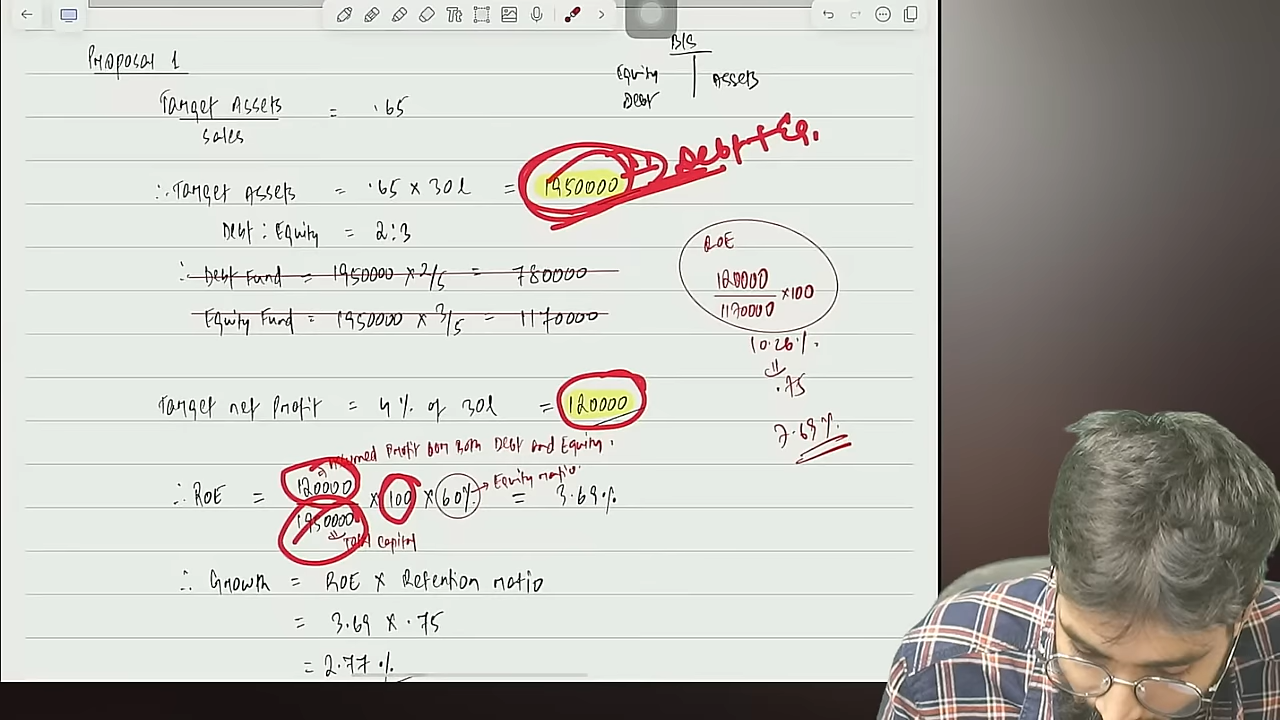 Proposal 1
B/S
Equity Assets
Debt
Target Assets
sales
= .65
Debt + Eq.
∴ Target Assets = .65 × 30l = 1950000
Debt : Equity = 2:3
∴ Debt Fund = 1950000 × 2/5 = 780000
Equity Fund = 1950000 × 3/5 = 1170000
ROE
120000
1170000
×100
10.26%.
.75
7.69%.
Target net Profit = 4% of 30l = 120000
Assumed Profit for Both Debt and Equity.
∴ ROE = 120000 × 100 × 60% → Equity ratio. = 3.69%
1950000
Total Capital
∴ Growth = ROE × Retention ratio
= 3.69 × .75
= 2.77 %